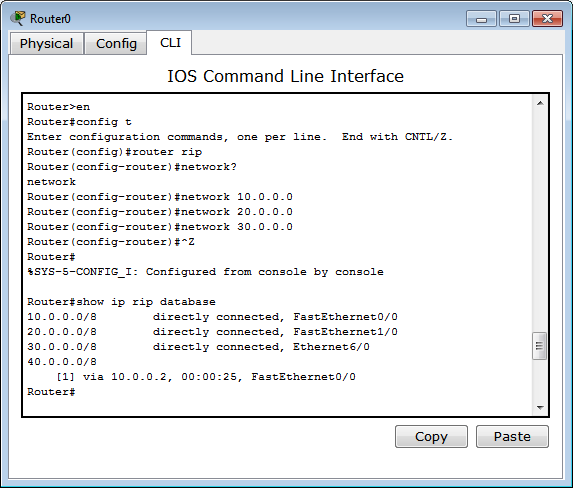 Router0
Physical Config CLI
IOS Command Line Interface
Router>en
Router#config t
Enter configuration commands, one per line.  End with CNTL/Z.
Router(config)#router rip
Router(config-router)#network?
network
Router(config-router)#network 10.0.0.0
Router(config-router)#network 20.0.0.0
Router(config-router)#network 30.0.0.0
Router(config-router)#^Z
Router#
%SYS-5-CONFIG_I: Configured from console by console
Router#show ip rip database
10.0.0.0/8        directly connected, FastEthernet0/0
20.0.0.0/8        directly connected, FastEthernet1/0
30.0.0.0/8        directly connected, Ethernet6/0
40.0.0.0/8
    [1] via 10.0.0.2, 00:00:25, FastEthernet0/0
Router#
Copy Paste